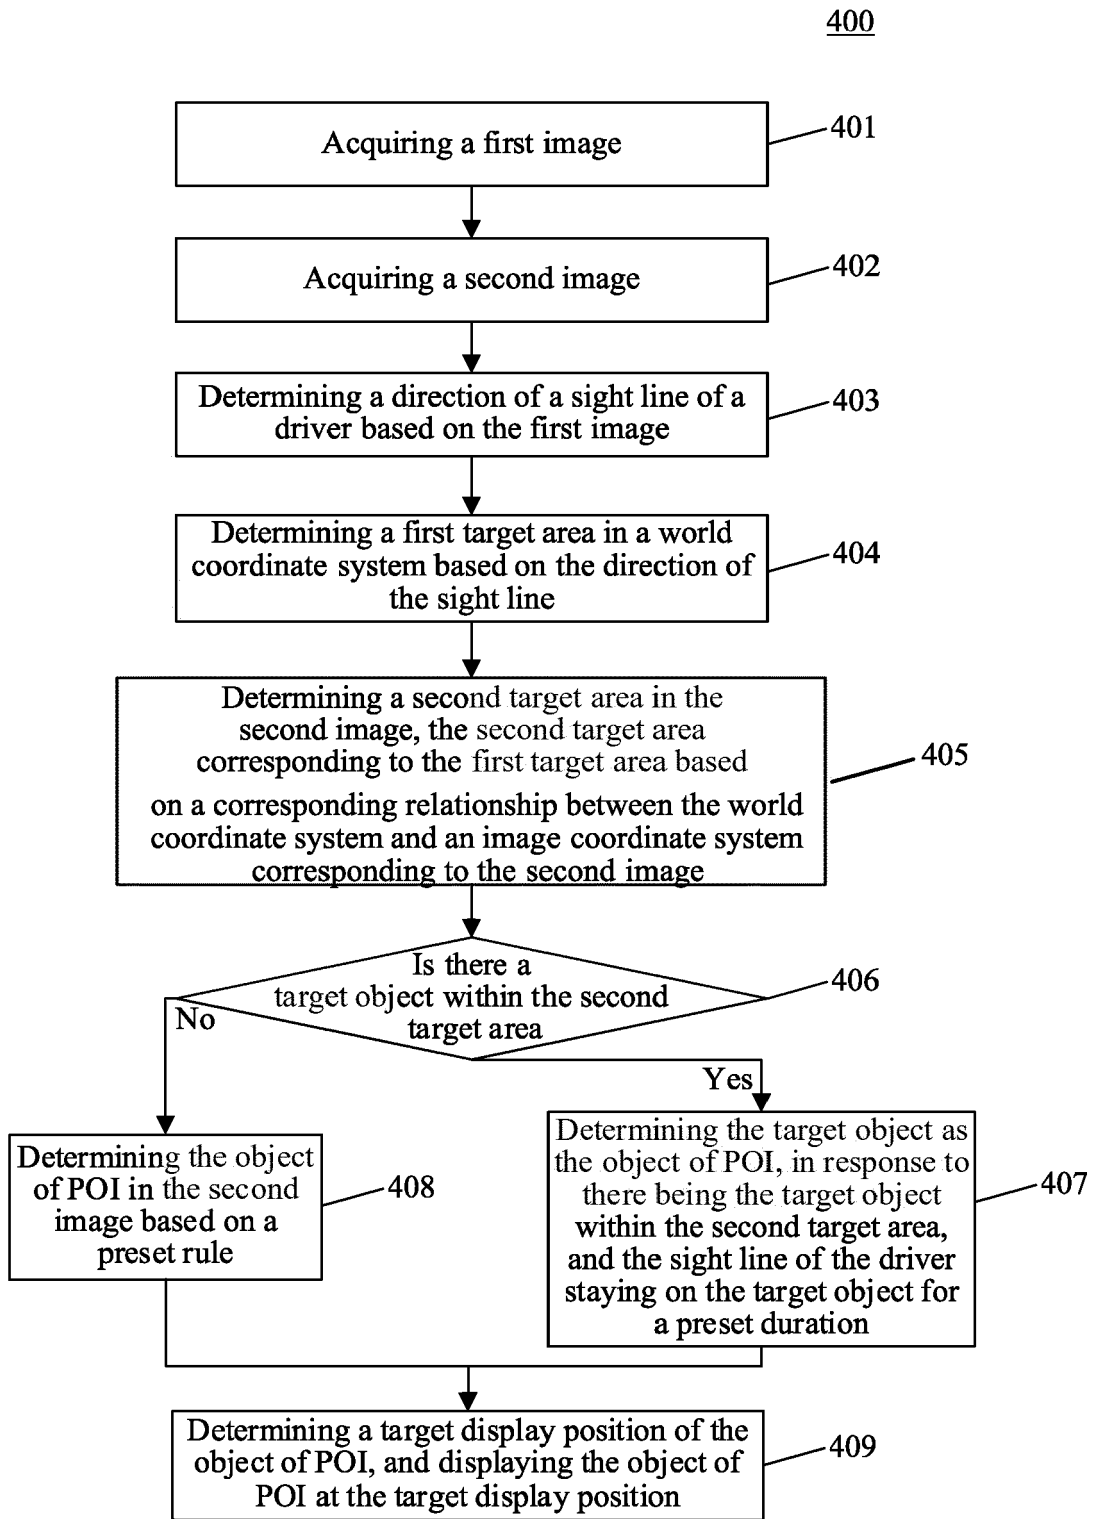 400
Acquiring a first image
401
Acquiring a second image
402
Determining a direction of a sight line of a
driver based on the first image
403
Determining a first target area in a world
coordinate system based on the direction of
the sight line
404
Determining a second target area in the
second image, the second target area
corresponding to the first target area based
on a corresponding relationship between the world
coordinate system and an image coordinate system
corresponding to the second image
405
Is there a
target object within the second
target area
406
No
Yes
Determining the object
of POI in the second
image based on a
preset rule
408
Determining the target object as
the object of POI, in response to
there being the target object
within the second target area,
and the sight line of the driver
staying on the target object for
a preset duration
407
Determining a target display position of the
object of POI, and displaying the object of
POI at the target display position
409